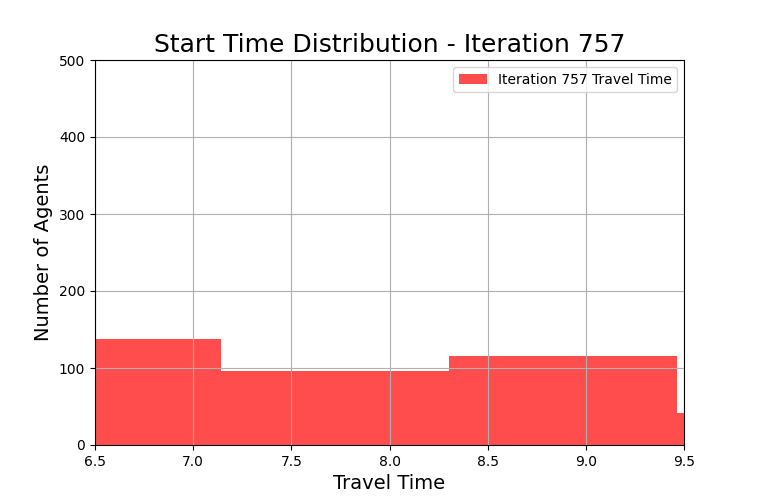 Start Time Distribution - Iteration 757
500
400
300
200
100
0
Number of Agents
Iteration 757 Travel Time
6.5 7.0 7.5 8.0 8.5 9.0 9.5
Travel Time